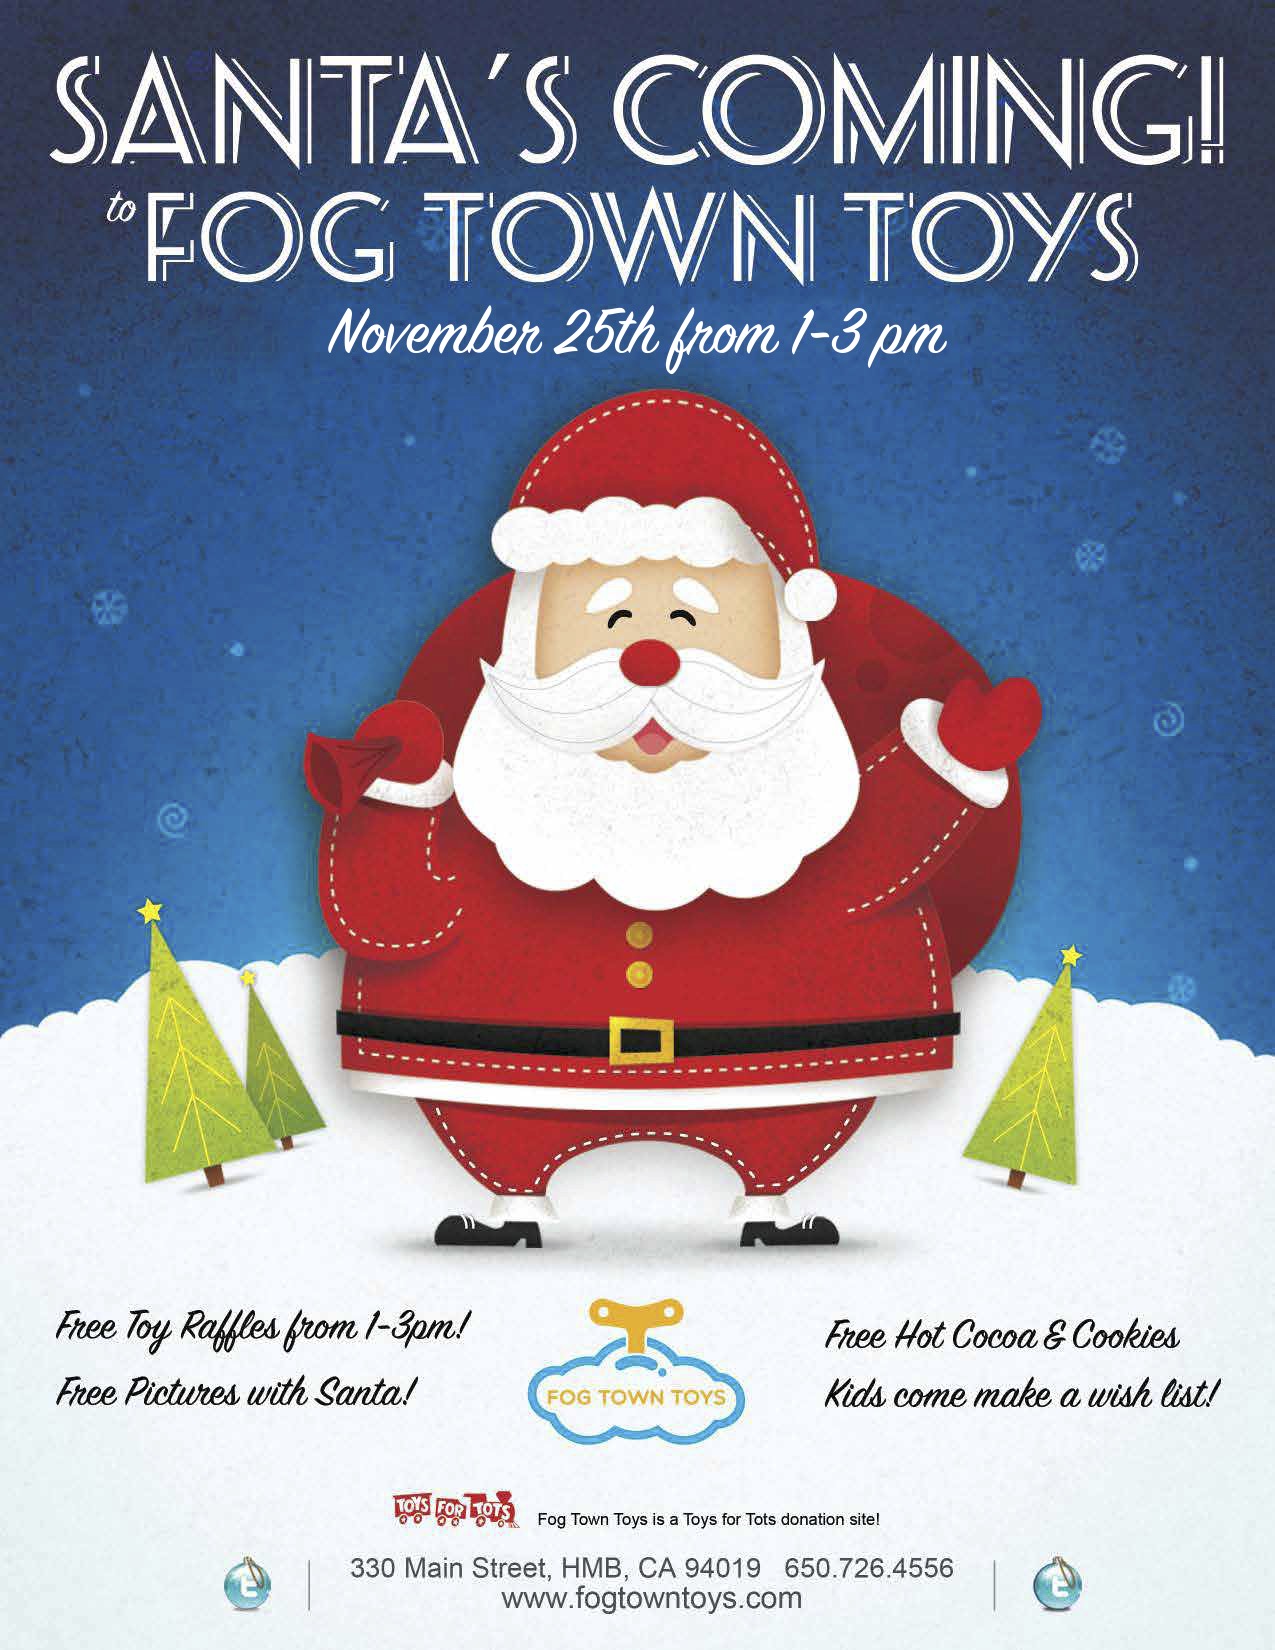 SANTA'S COMING!
to FOG TOWN TOYS
November 25th from 1-3 pm
Free Toy Raffles from 1-3pm!
Free Pictures with Santa!
FOG TOWN TOYS
Free Hot Cocoa & Cookies
Kids come make a wish list!
TOYS FOR TOTS
Fog Town Toys is a Toys for Tots donation site!
330 Main Street, HMB, CA 94019 650.726.4556
www.fogtowntoys.com
t
t